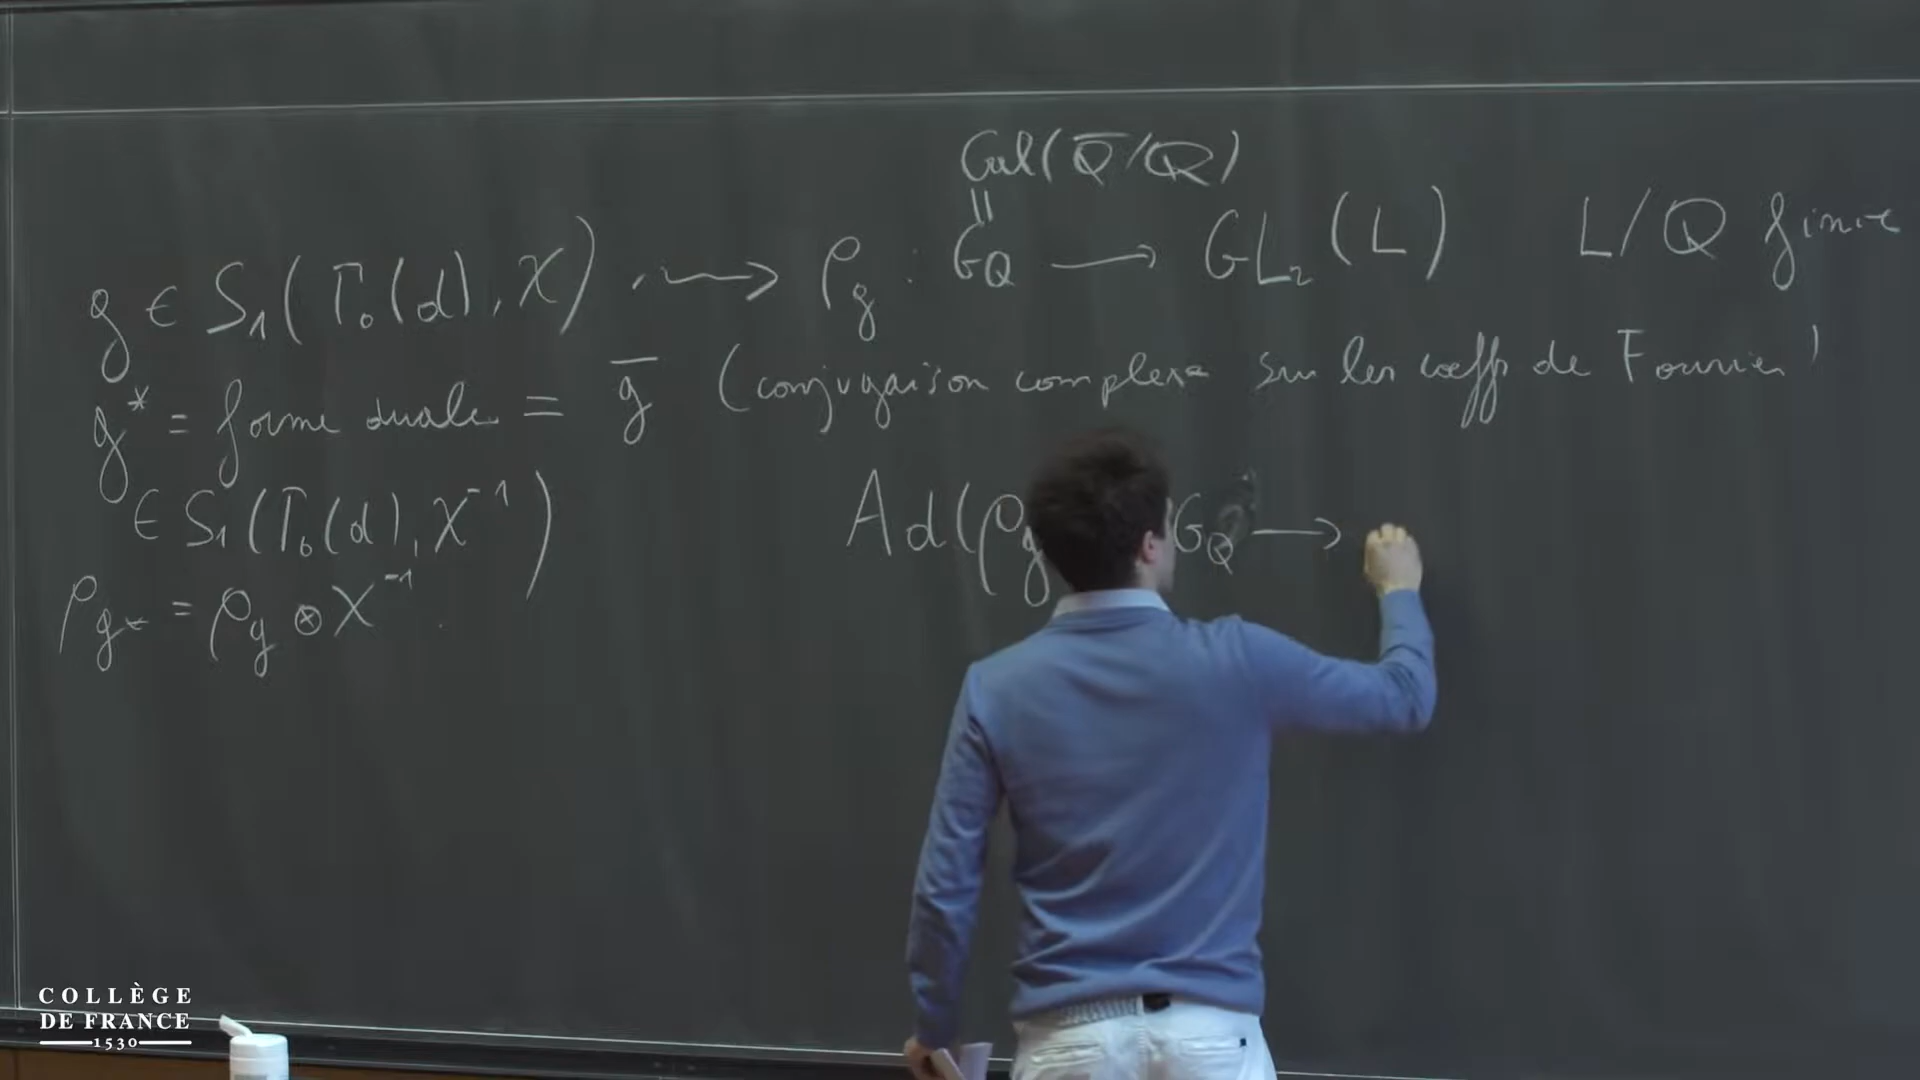 Gal(Q̄/Q)
||
g ∈ S₁(Γ₀(d), χ) ⇝ ρ_g : G_Q → GL₂(L) L/Q finie
g* = forme duale = ḡ (conjugaison complexe sur les coeffs de Fourier)
∈ S₁(Γ₀(d), χ⁻¹)
Ad(ρ_g G_Q →
ρ_g* = ρ_g ⊗ χ⁻¹.
COLLÈGE
DE FRANCE
1530